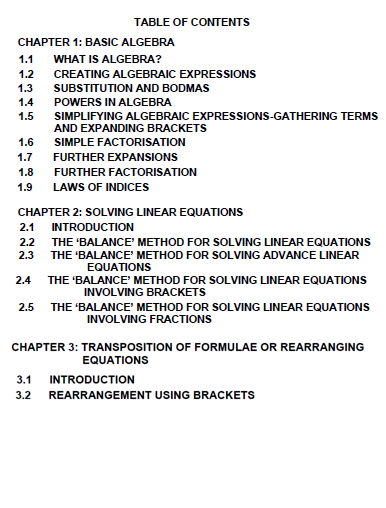 TABLE OF CONTENTS
CHAPTER 1: BASIC ALGEBRA
1.1 WHAT IS ALGEBRA?
1.2 CREATING ALGEBRAIC EXPRESSIONS
1.3 SUBSTITUTION AND BODMAS
1.4 POWERS IN ALGEBRA
1.5 SIMPLIFYING ALGEBRAIC EXPRESSIONS-GATHERING TERMS
AND EXPANDING BRACKETS
1.6 SIMPLE FACTORISATION
1.7 FURTHER EXPANSIONS
1.8 FURTHER FACTORISATION
1.9 LAWS OF INDICES
CHAPTER 2: SOLVING LINEAR EQUATIONS
2.1 INTRODUCTION
2.2 THE ‘BALANCE’ METHOD FOR SOLVING LINEAR EQUATIONS
2.3 THE ‘BALANCE’ METHOD FOR SOLVING ADVANCE LINEAR
EQUATIONS
2.4 THE ‘BALANCE’ METHOD FOR SOLVING LINEAR EQUATIONS
INVOLVING BRACKETS
2.5 THE ‘BALANCE’ METHOD FOR SOLVING LINEAR EQUATIONS
INVOLVING FRACTIONS
CHAPTER 3: TRANSPOSITION OF FORMULAE OR REARRANGING
EQUATIONS
3.1 INTRODUCTION
3.2 REARRANGEMENT USING BRACKETS